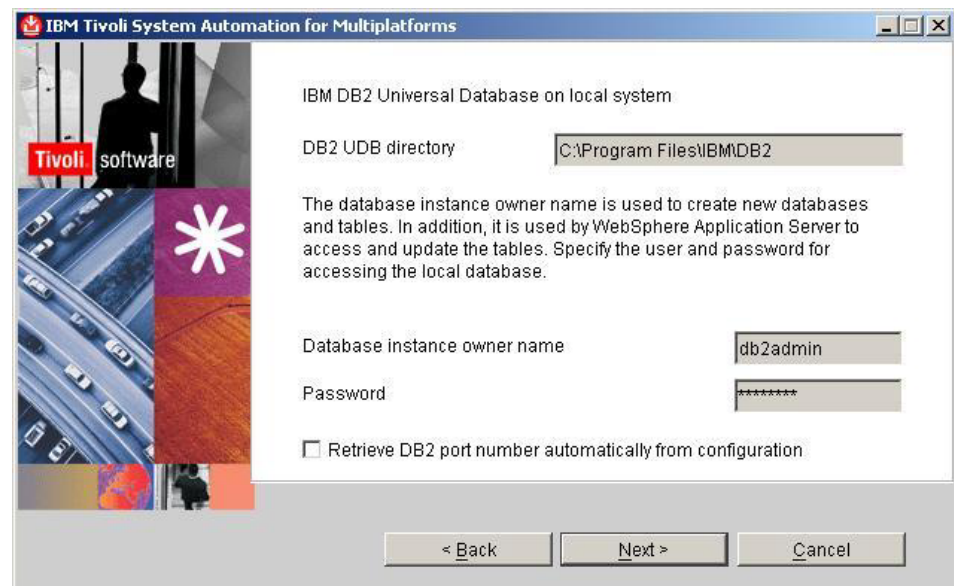 IBM Tivoli System Automation for Multiplatforms
Tivoli. software
IBM DB2 Universal Database on local system
DB2 UDB directory C:\Program Files\IBM\DB2
The database instance owner name is used to create new databases
and tables. In addition, it is used by WebSphere Application Server to
access and update the tables. Specify the user and password for
accessing the local database.
Database instance owner name db2admin
Password ********
Retrieve DB2 port number automatically from configuration
< Back Next > Cancel